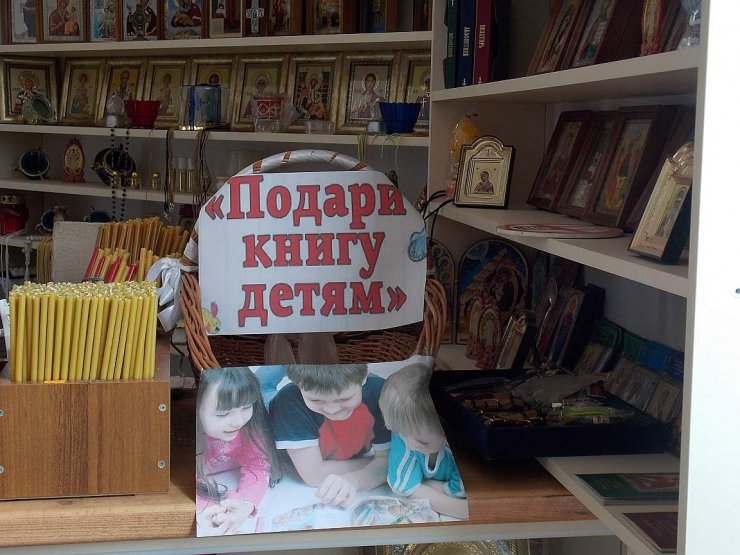 «Подари
книгу
детям»